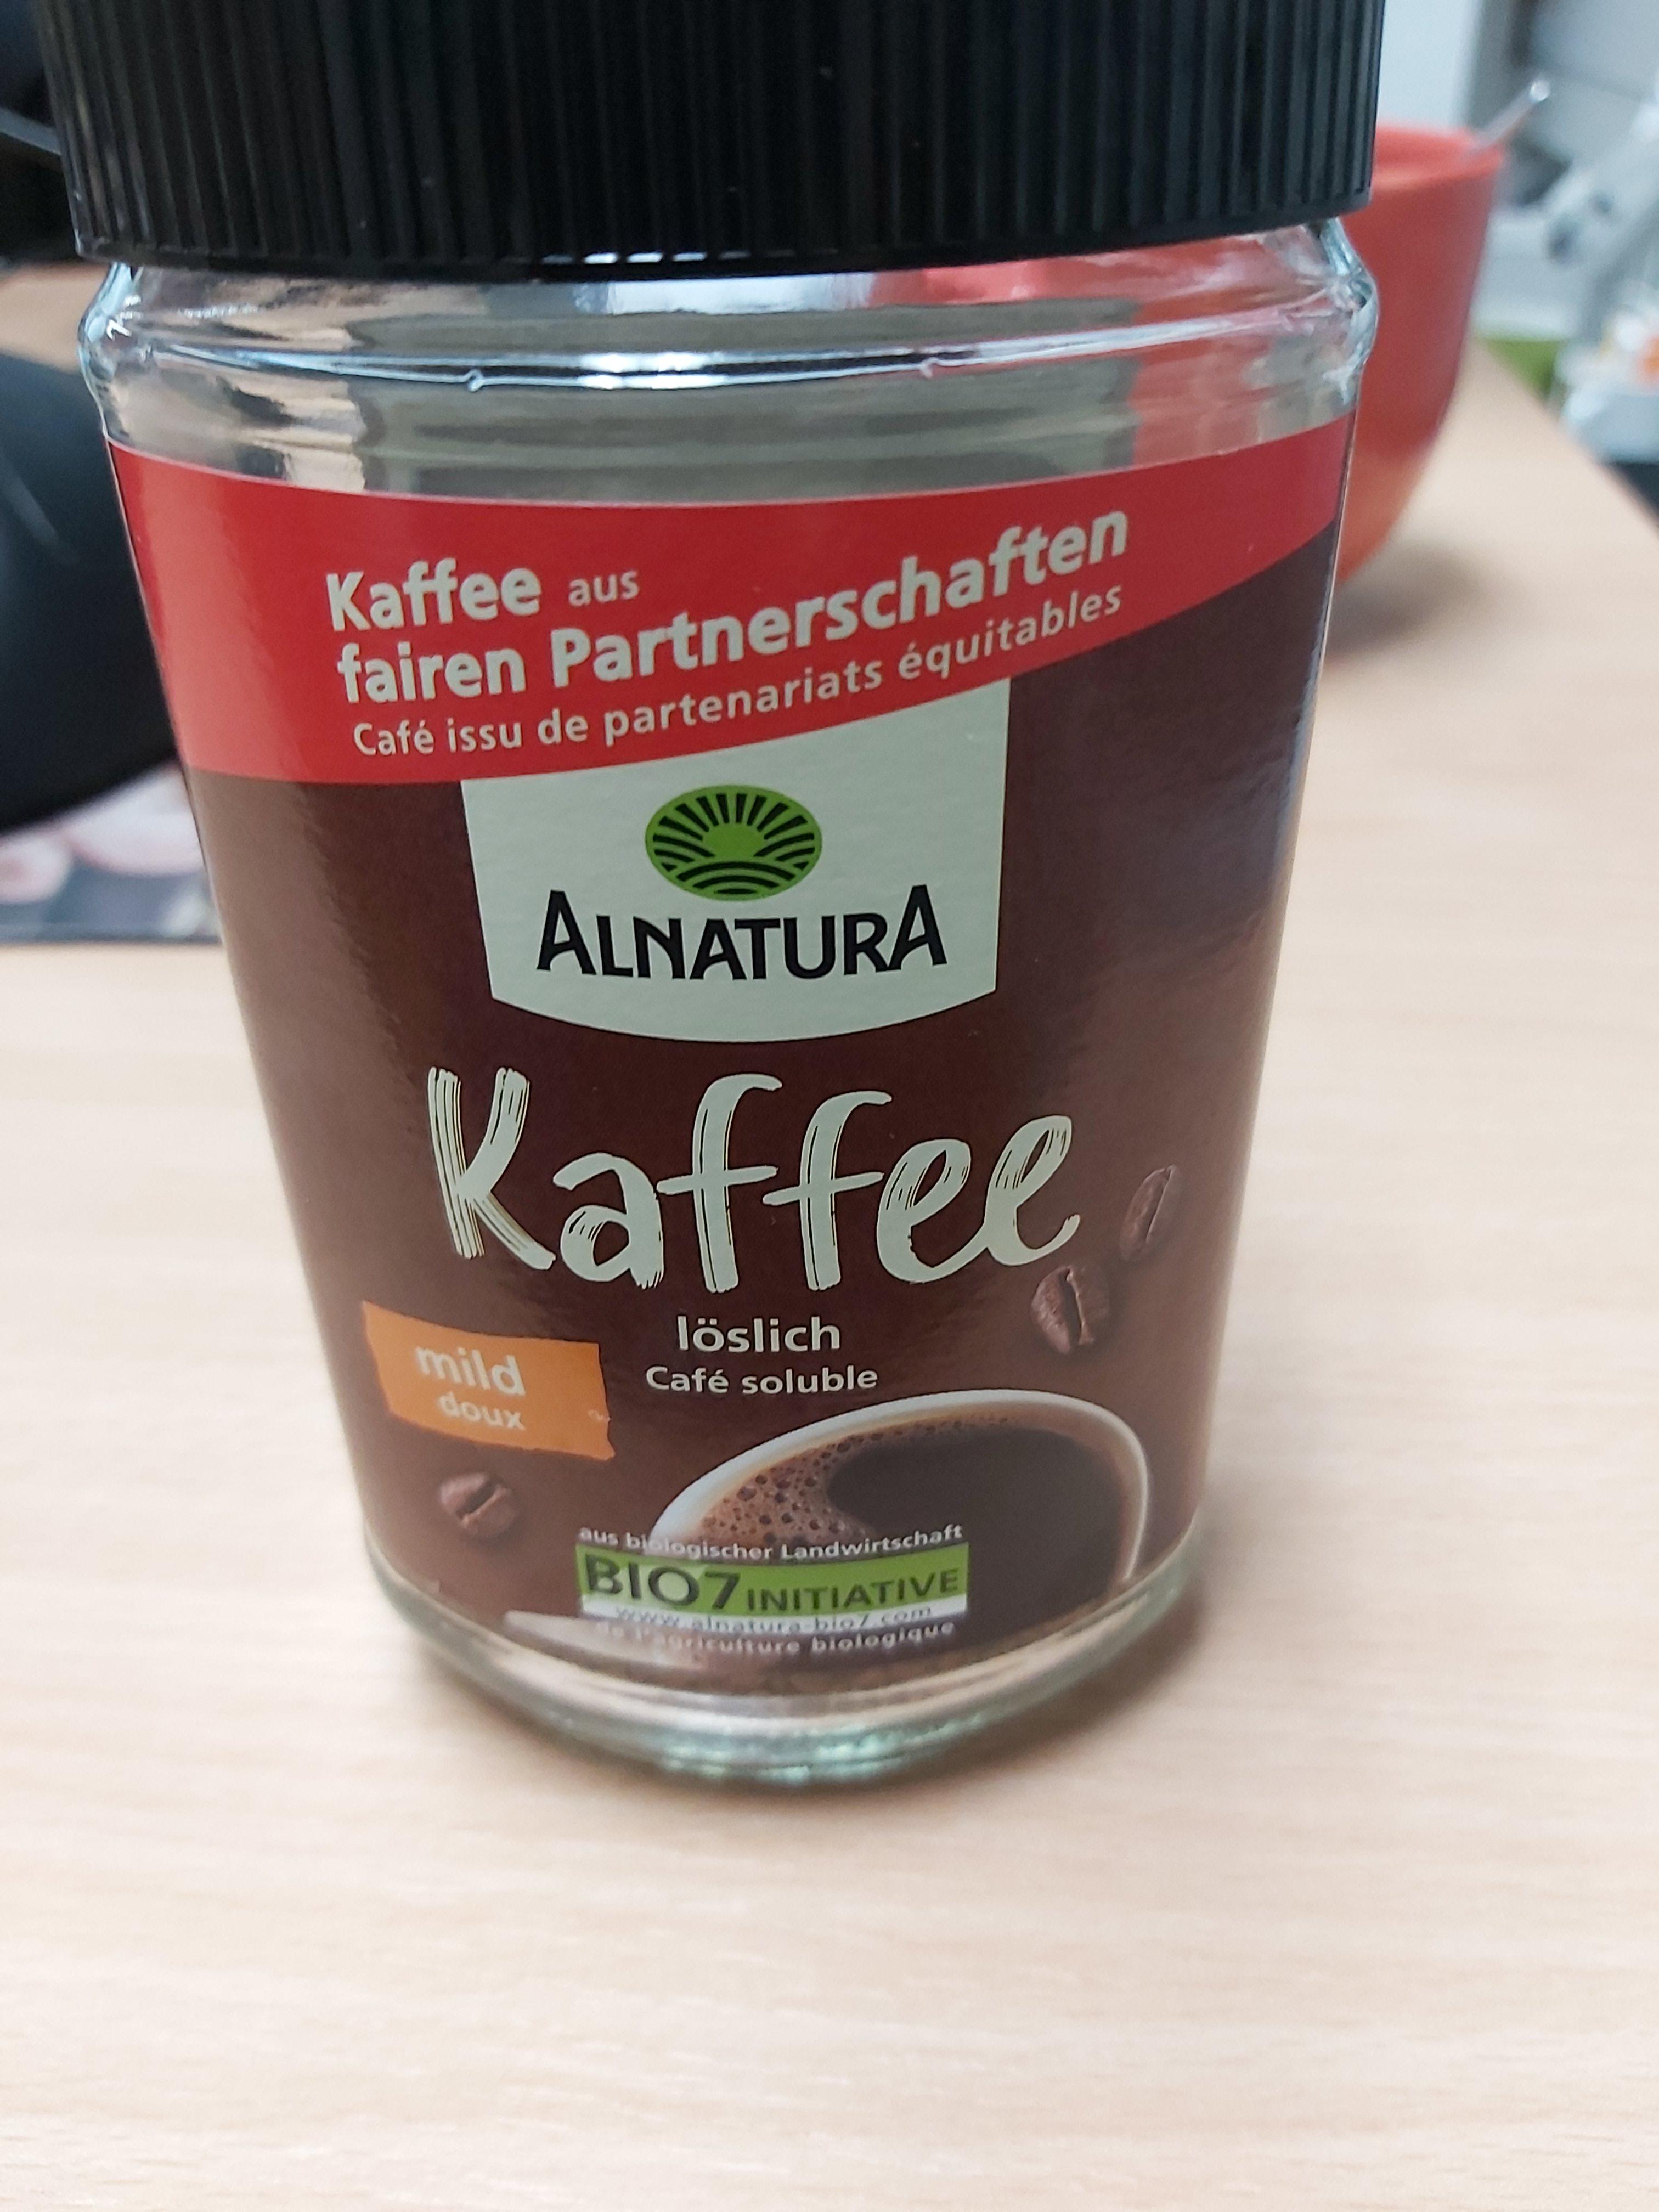 Kaffee aus
fairen Partnerschaften
Café issu de partenariats équitables
ALNATURA
Kaffee
löslich
Café soluble
mild
doux
aus biologischer Landwirtschaft
BIO7 INITIATIVE
www.alnatura-bio7.com
de l'agriculture biologique